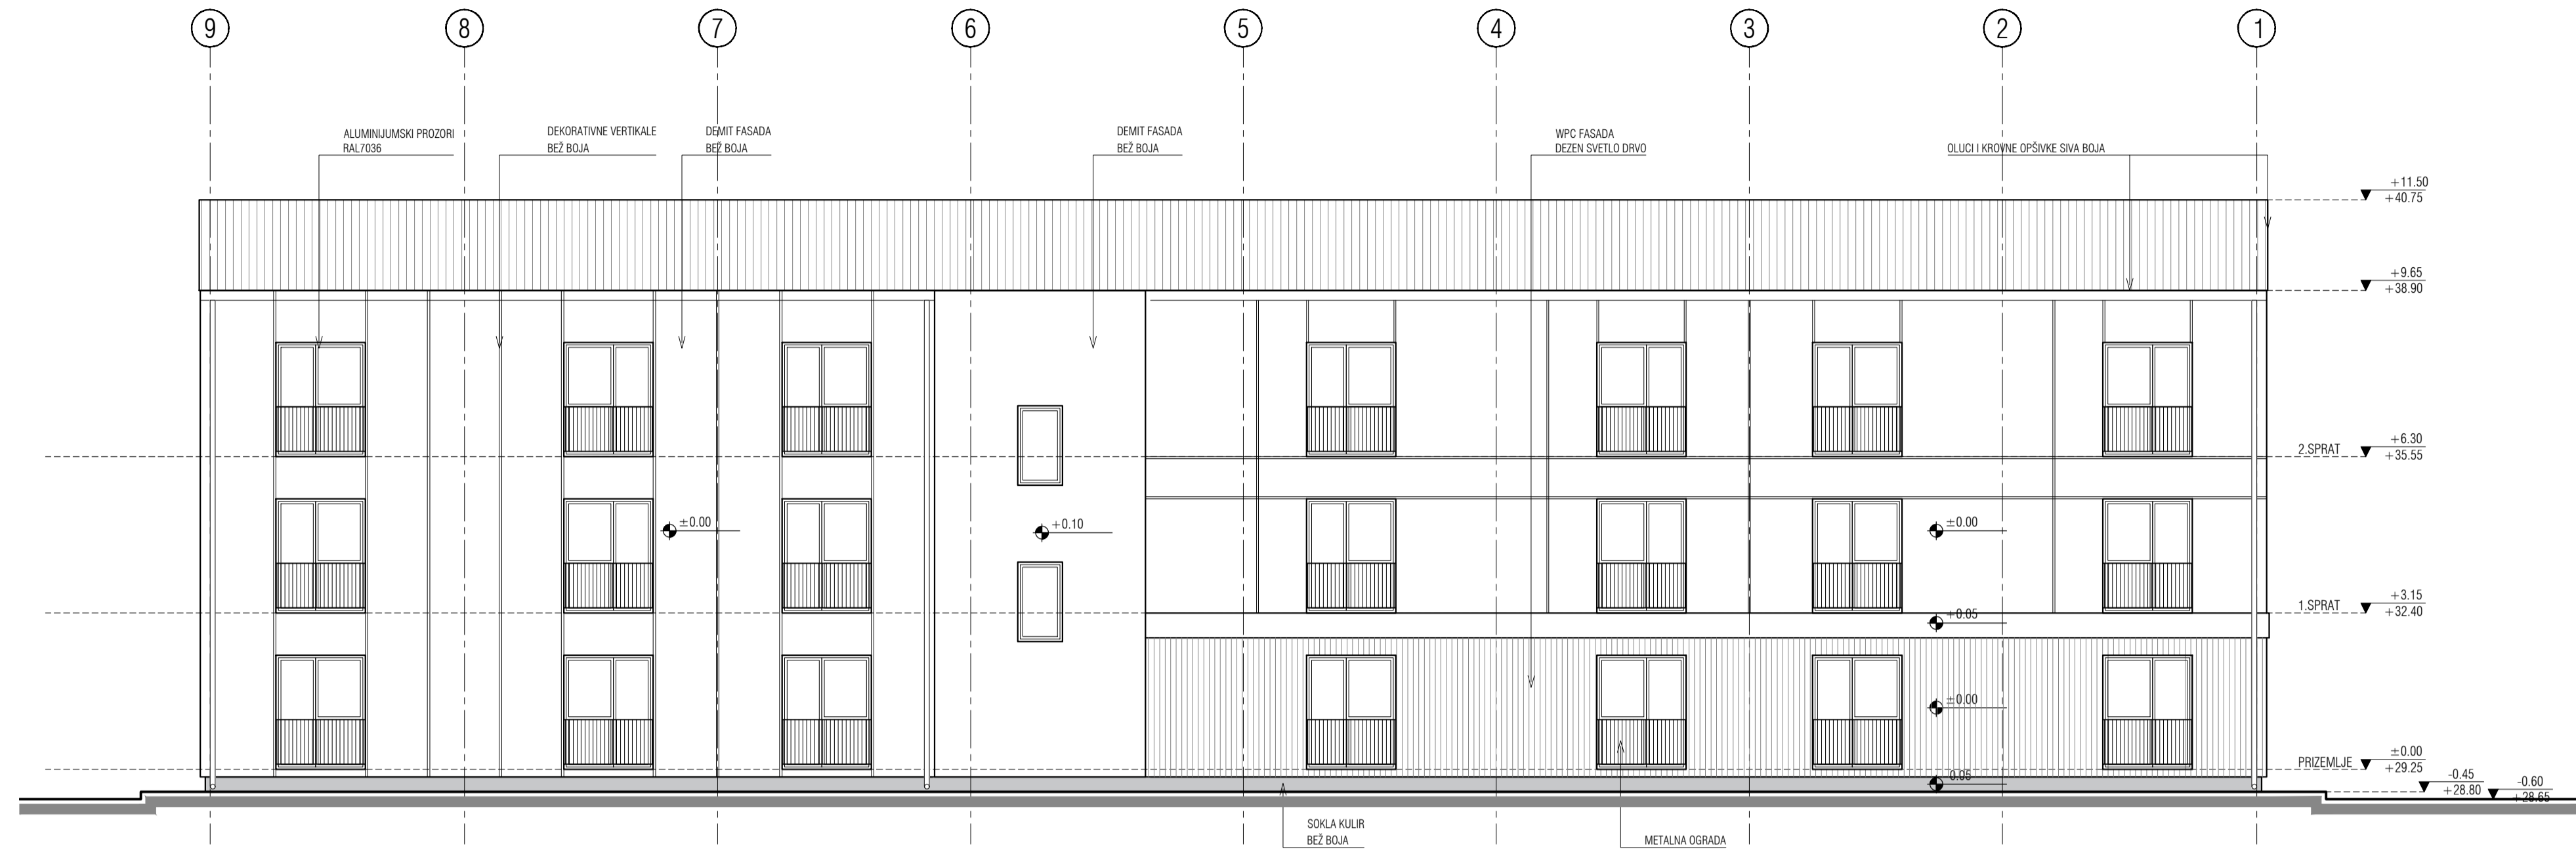 9 8 7 6 5 4 3 2 1
ALUMINIJUMSKI PROZORI
RAL7036
DEKORATIVNE VERTIKALE
BEŽ BOJA
DEMIT FASADA
BEŽ BOJA
DEMIT FASADA
BEŽ BOJA
WPC FASADA
DEZEN SVETLO DRVO
OLUCI I KROVNE OPŠIVKE SIVA BOJA
+11.50
+40.75
+9.65
+38.90
2.SPRAT
+6.30
+35.55
±0.00
+0.10
±0.00
1.SPRAT
+3.15
+32.40
+0.05
±0.00
PRIZEMLJE
±0.00
+29.25
-0.05
-0.45
+28.80
-0.60
+28.65
SOKLA KULIR
BEŽ BOJA
METALNA OGRADA